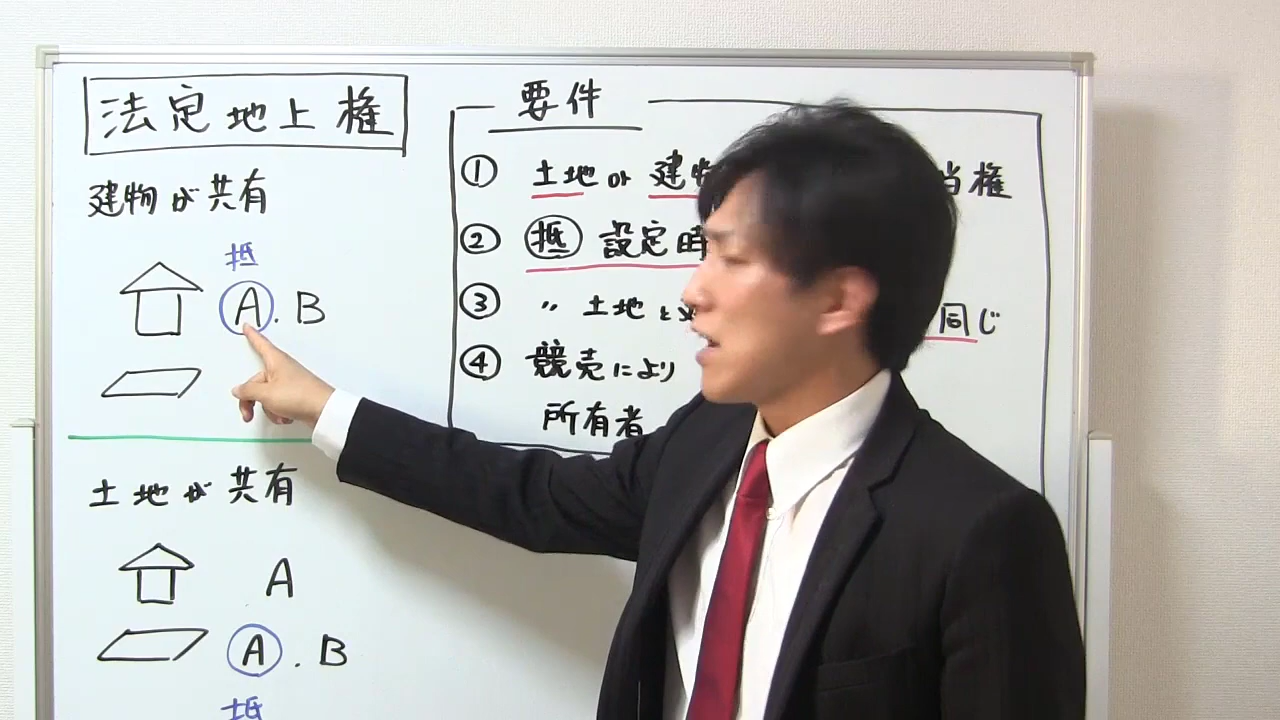 法定地上権
建物が共有
抵
A. B
土地が共有
A
A . B
抵
要件
① 土地 or 建物 当権
② 抵 設定時
③ 〃 土地と 同じ
④ 競売により
所有者